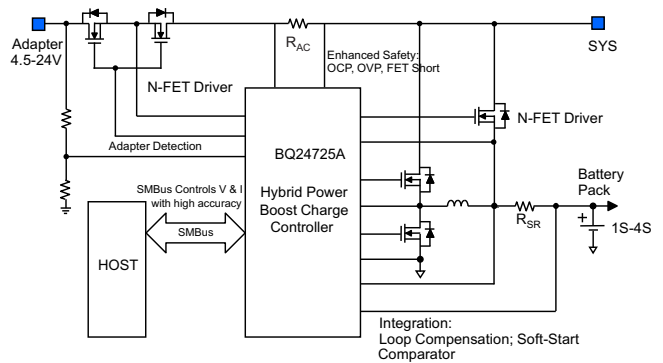 Adapter
4.5-24V
R_AC
SYS
Enhanced Safety:
OCP, OVP, FET Short
N-FET Driver
N-FET Driver
Adapter Detection
BQ24725A
Hybrid Power
Boost Charge
Controller
SMBus Controls V & I
with high accuracy
SMBus
HOST
R_SR
Battery
Pack
+
1S-4S
Integration:
Loop Compensation; Soft-Start
Comparator